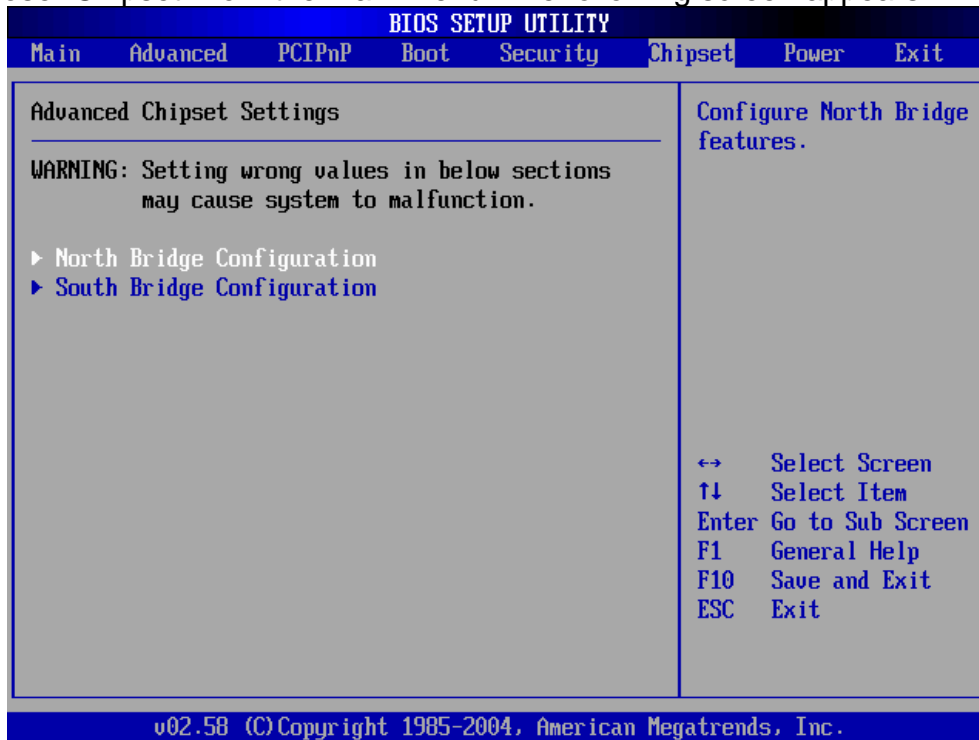 BIOS SETUP UTILITY
Main Advanced PCIPnP Boot Security Chipset Power Exit
Advanced Chipset Settings
WARNING: Setting wrong values in below sections
may cause system to malfunction.
▶ North Bridge Configuration
▶ South Bridge Configuration
Configure North Bridge
features.
←→ Select Screen
↑↓ Select Item
Enter Go to Sub Screen
F1 General Help
F10 Save and Exit
ESC Exit
v02.58 (C)Copyright 1985-2004, American Megatrends, Inc.